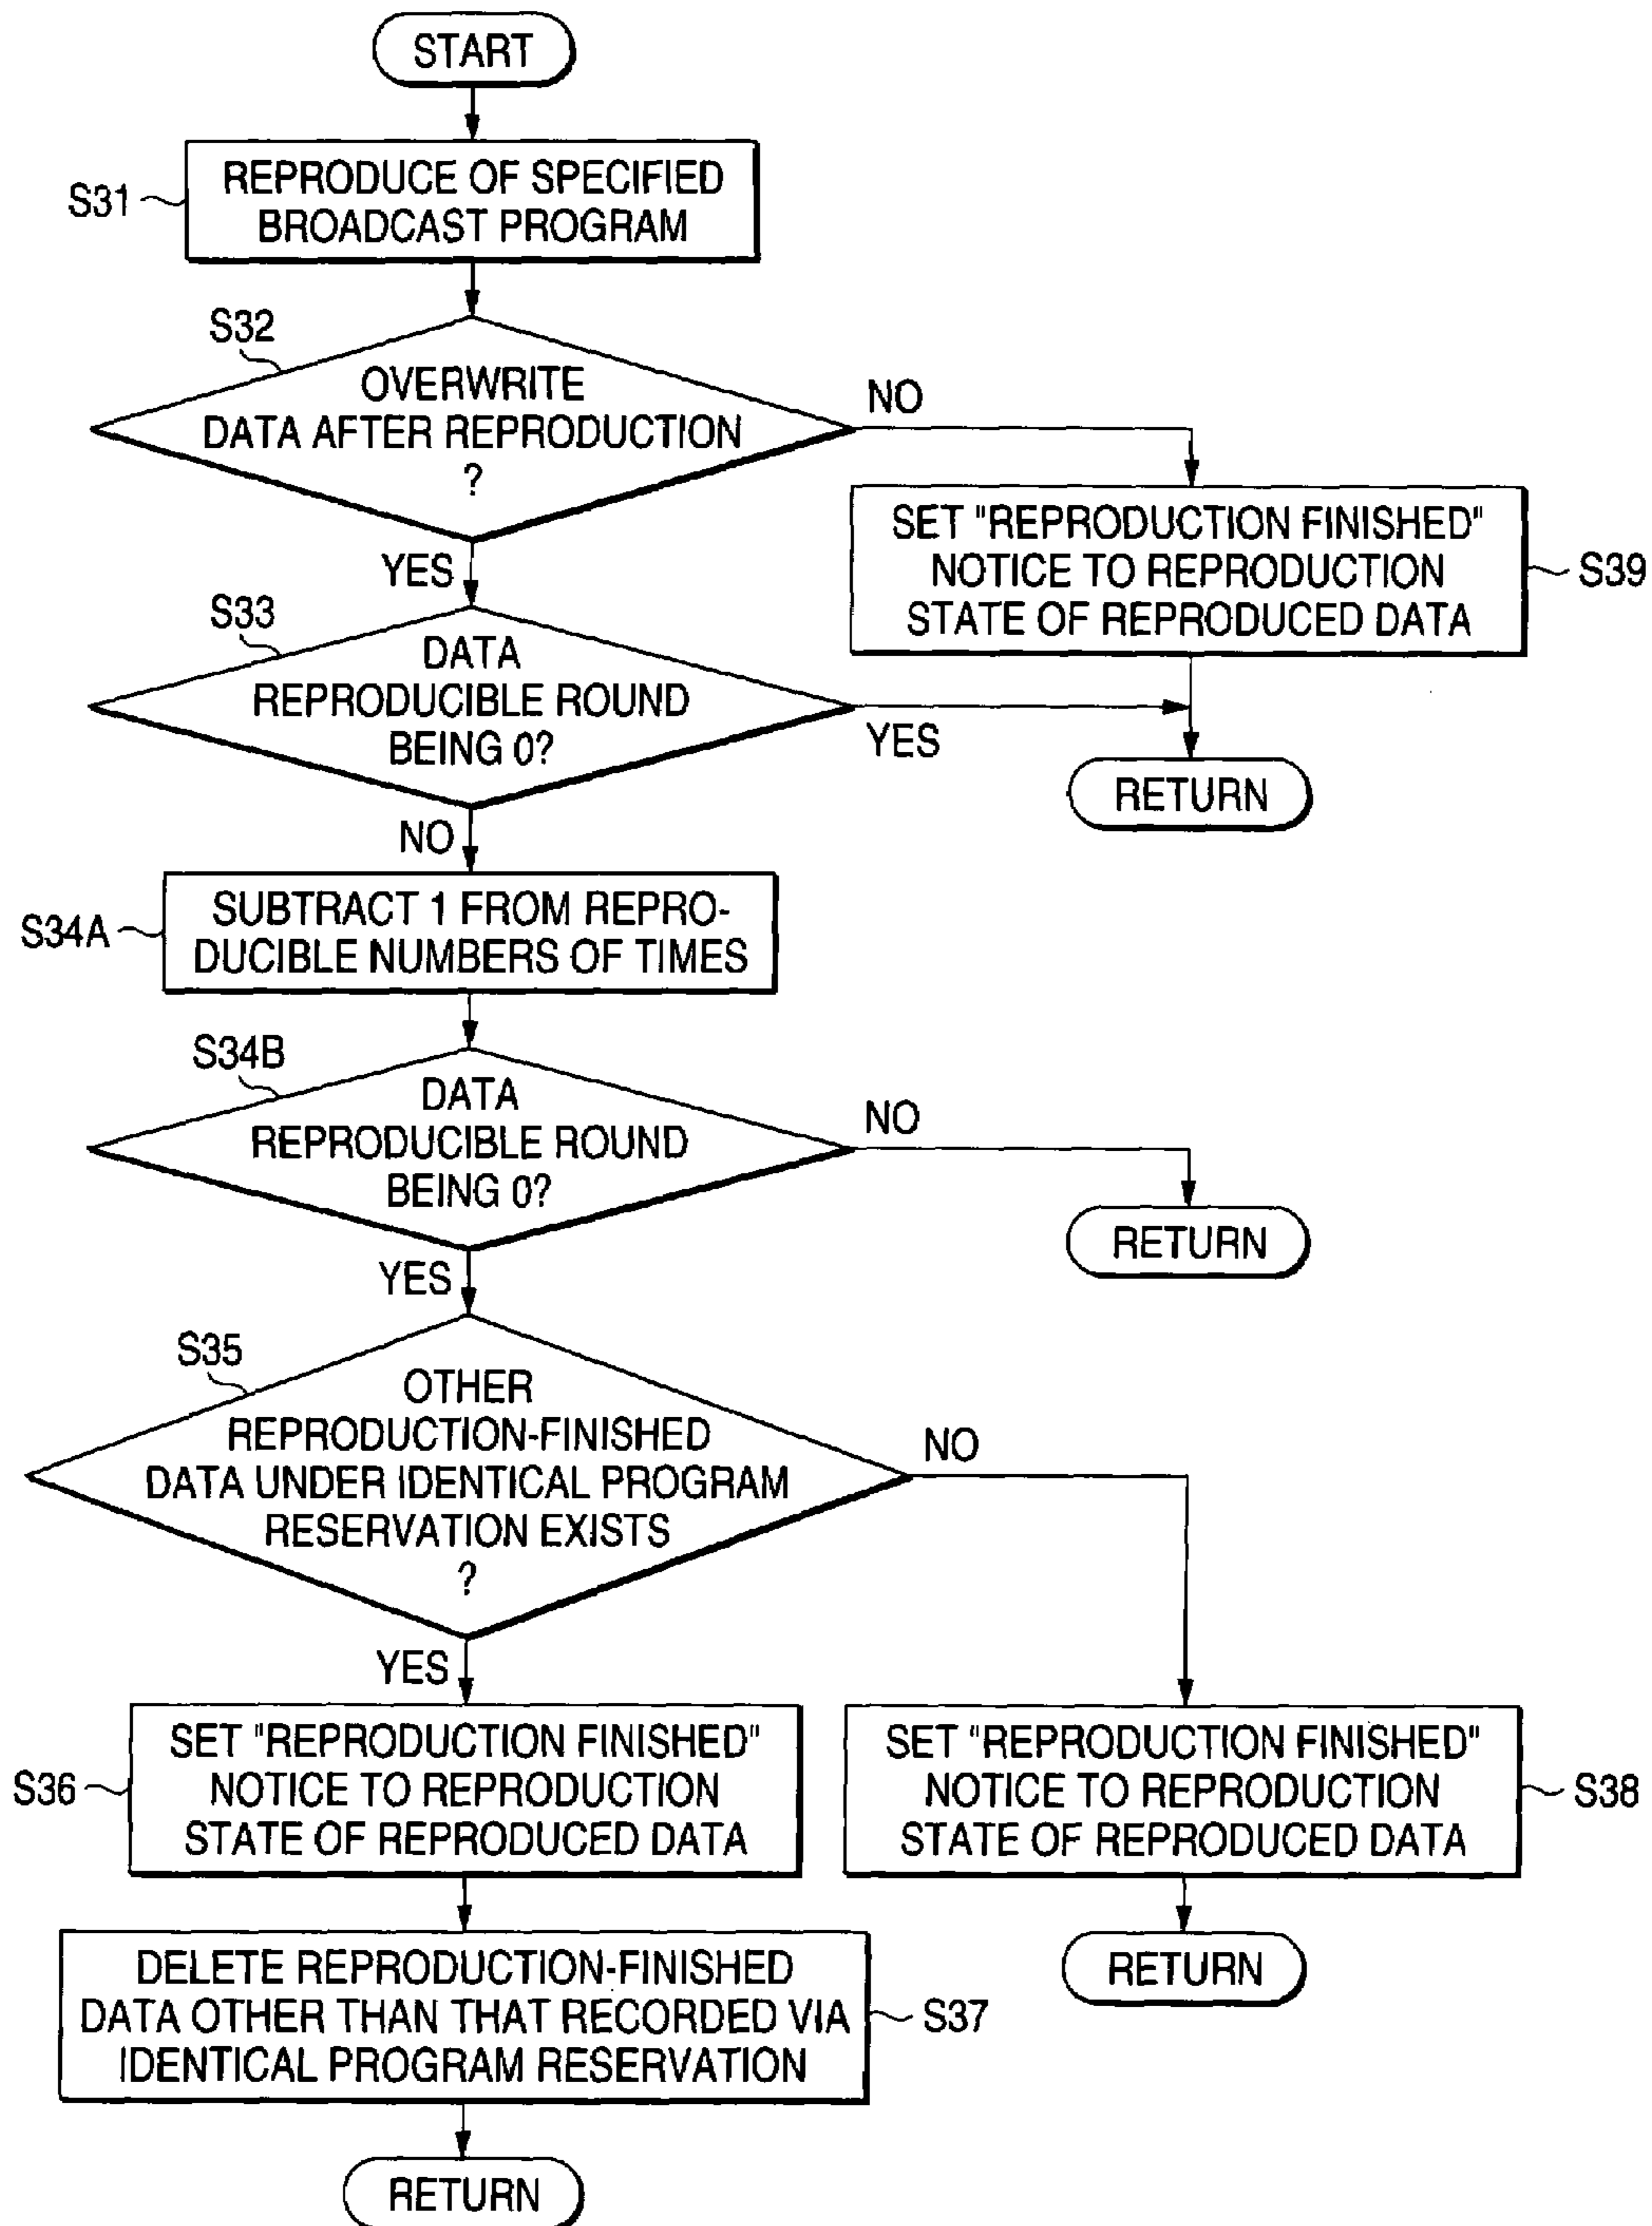 START
S31
REPRODUCE OF SPECIFIED
BROADCAST PROGRAM
S32
OVERWRITE
DATA AFTER REPRODUCTION
?
NO
YES
SET "REPRODUCTION FINISHED"
NOTICE TO REPRODUCTION
STATE OF REPRODUCED DATA
S39
S33
DATA
REPRODUCIBLE ROUND
BEING 0?
YES
RETURN
NO
S34A
SUBTRACT 1 FROM REPRO-
DUCIBLE NUMBERS OF TIMES
S34B
DATA
REPRODUCIBLE ROUND
BEING 0?
NO
RETURN
YES
S35
OTHER
REPRODUCTION-FINISHED
DATA UNDER IDENTICAL PROGRAM
RESERVATION EXISTS
?
NO
YES
S36
SET "REPRODUCTION FINISHED"
NOTICE TO REPRODUCTION
STATE OF REPRODUCED DATA
SET "REPRODUCTION FINISHED"
NOTICE TO REPRODUCTION
STATE OF REPRODUCED DATA
S38
RETURN
DELETE REPRODUCTION-FINISHED
DATA OTHER THAN THAT RECORDED VIA
IDENTICAL PROGRAM RESERVATION
S37
RETURN